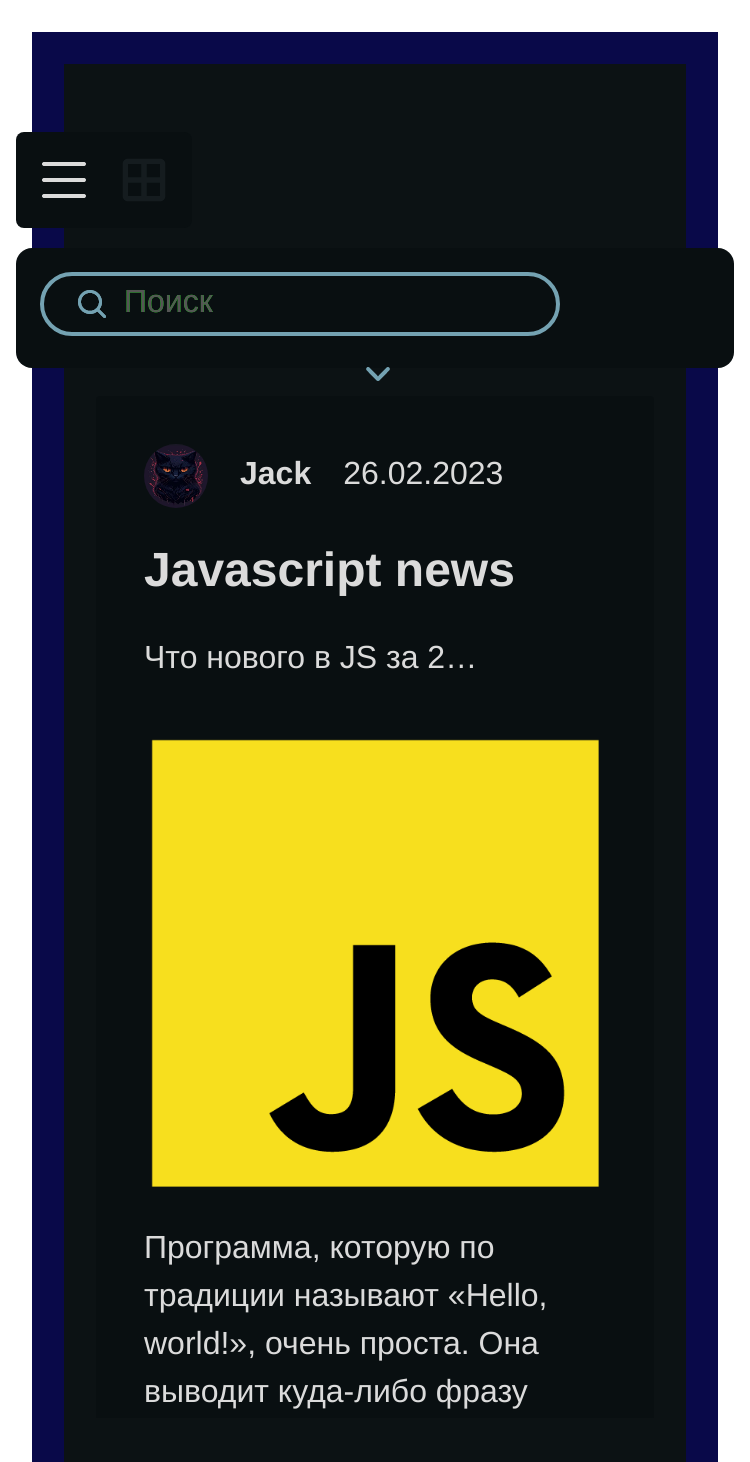 Поиск
Jack 26.02.2023
Javascript news
Что нового в JS за 2…
JS
Программа, которую по
традиции называют «Hello,
world!», очень проста. Она
выводит куда-либо фразу